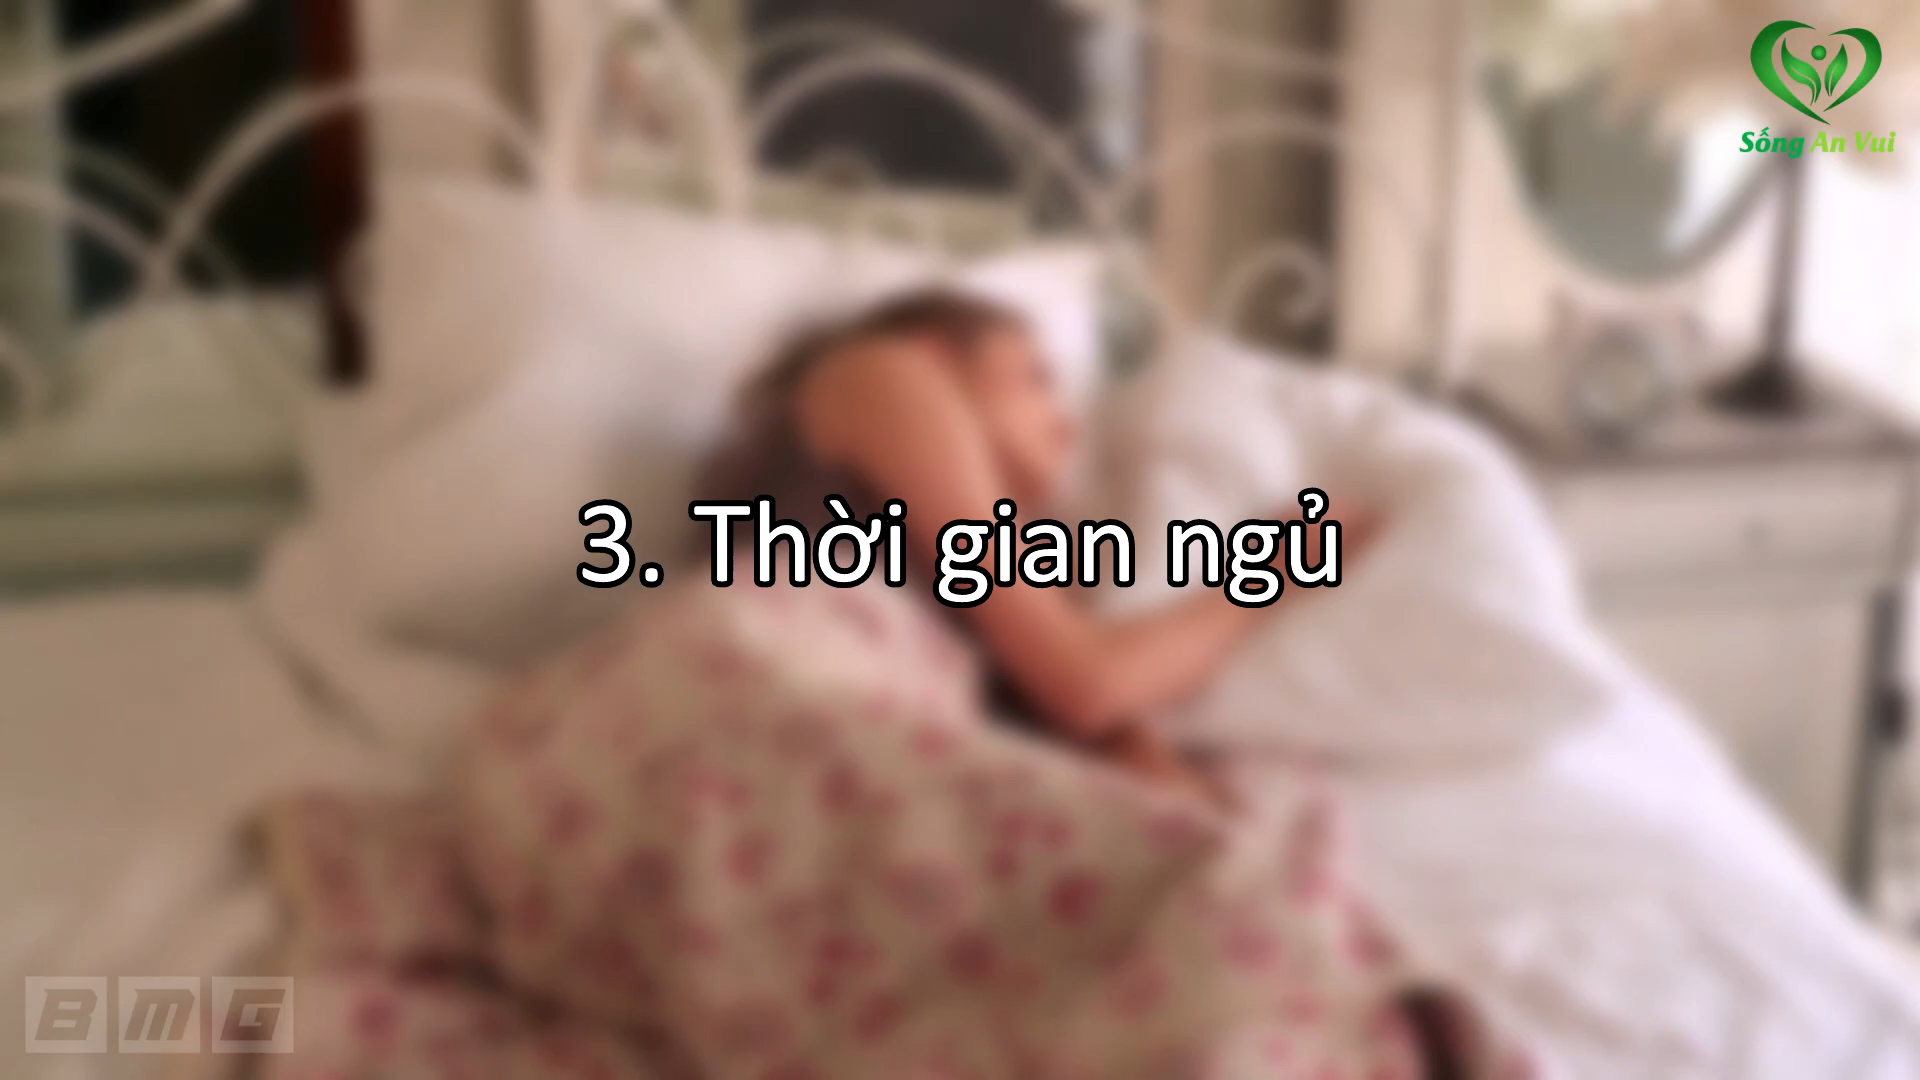 Sống An Vui
3. Thời gian ngủ
BMG